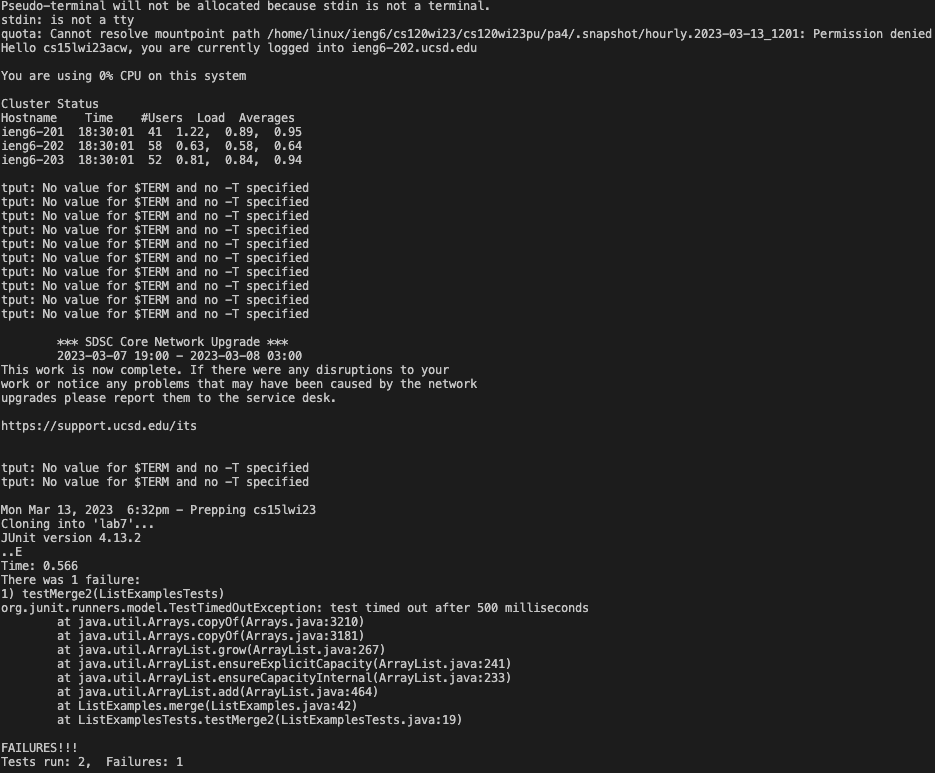 Pseudo-terminal will not be allocated because stdin is not a terminal.
stdin: is not a tty
quota: Cannot resolve mountpoint path /home/linux/ieng6/cs120wi23/cs120wi23pu/pa4/.snapshot/hourly.2023-03-13_1201: Permission denied
Hello cs15lwi23acw, you are currently logged into ieng6-202.ucsd.edu

You are using 0% CPU on this system

Cluster Status
Hostname    Time    #Users  Load  Averages
ieng6-201  18:30:01  41  1.22,  0.89,  0.95
ieng6-202  18:30:01  58  0.63,  0.58,  0.64
ieng6-203  18:30:01  52  0.81,  0.84,  0.94

tput: No value for $TERM and no -T specified
tput: No value for $TERM and no -T specified
tput: No value for $TERM and no -T specified
tput: No value for $TERM and no -T specified
tput: No value for $TERM and no -T specified
tput: No value for $TERM and no -T specified
tput: No value for $TERM and no -T specified
tput: No value for $TERM and no -T specified
tput: No value for $TERM and no -T specified
tput: No value for $TERM and no -T specified

        *** SDSC Core Network Upgrade ***
        2023-03-07 19:00 - 2023-03-08 03:00
This work is now complete. If there were any disruptions to your
work or notice any problems that may have been caused by the network
upgrades please report them to the service desk.

https://support.ucsd.edu/its

tput: No value for $TERM and no -T specified
tput: No value for $TERM and no -T specified

Mon Mar 13, 2023  6:32pm - Prepping cs15lwi23
Cloning into 'lab7'...
JUnit version 4.13.2
..E
Time: 0.566
There was 1 failure:
1) testMerge2(ListExamplesTests)
org.junit.runners.model.TestTimedOutException: test timed out after 500 milliseconds
        at java.util.Arrays.copyOf(Arrays.java:3210)
        at java.util.Arrays.copyOf(Arrays.java:3181)
        at java.util.ArrayList.grow(ArrayList.java:267)
        at java.util.ArrayList.ensureExplicitCapacity(ArrayList.java:241)
        at java.util.ArrayList.ensureCapacityInternal(ArrayList.java:233)
        at java.util.ArrayList.add(ArrayList.java:464)
        at ListExamples.merge(ListExamples.java:42)
        at ListExamplesTests.testMerge2(ListExamplesTests.java:19)

FAILURES!!!
Tests run: 2,  Failures: 1